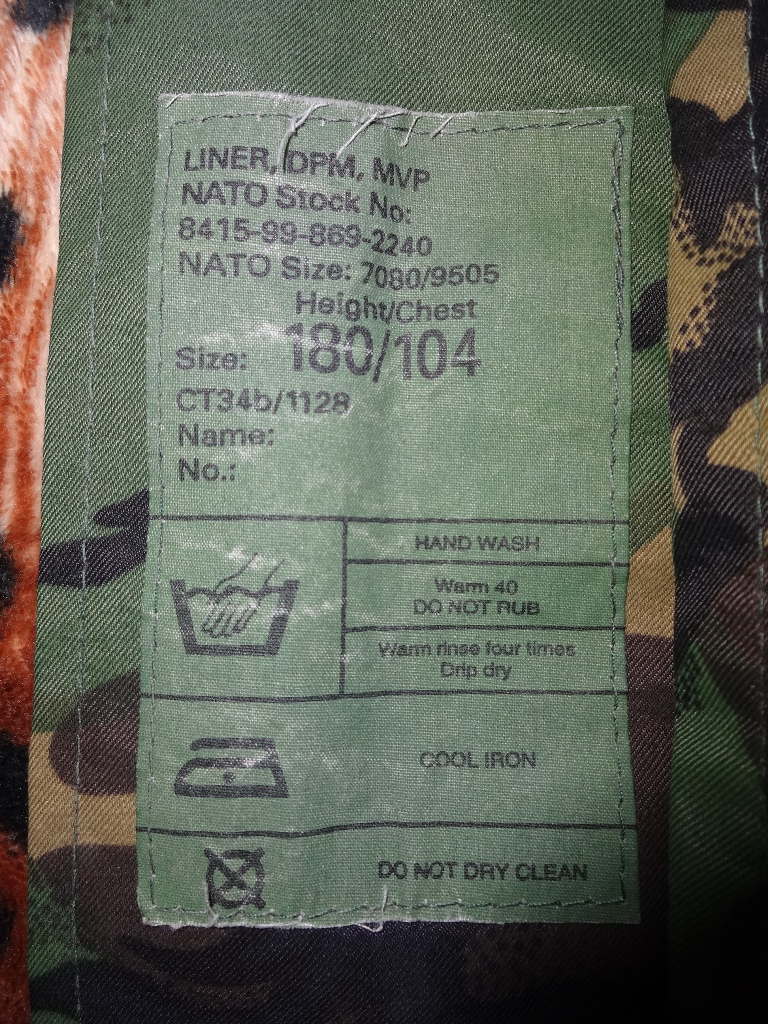 LINER, DPM, MVP
NATO Stock No:
8415-99-869-2240
NATO Size: 7080/9505
Height/Chest
Size: 180/104
CT34b/1128
Name:
No.:
HAND WASH
Warm 40
DO NOT RUB
Warm rinse four times
Drip dry
COOL IRON
DO NOT DRY CLEAN